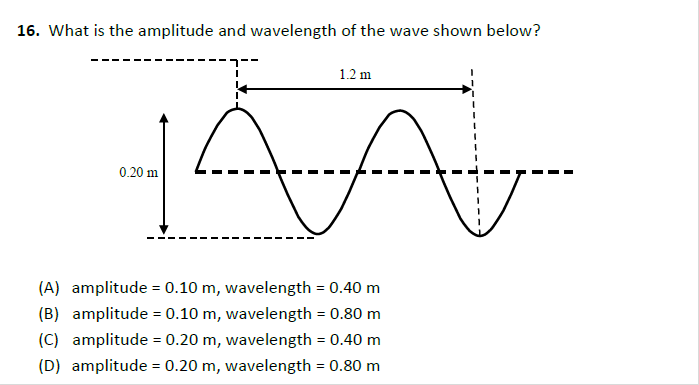 16. What is the amplitude and wavelength of the wave shown below?
1.2 m
0.20 m
(A) amplitude = 0.10 m, wavelength = 0.40 m
(B) amplitude = 0.10 m, wavelength = 0.80 m
(C) amplitude = 0.20 m, wavelength = 0.40 m
(D) amplitude = 0.20 m, wavelength = 0.80 m